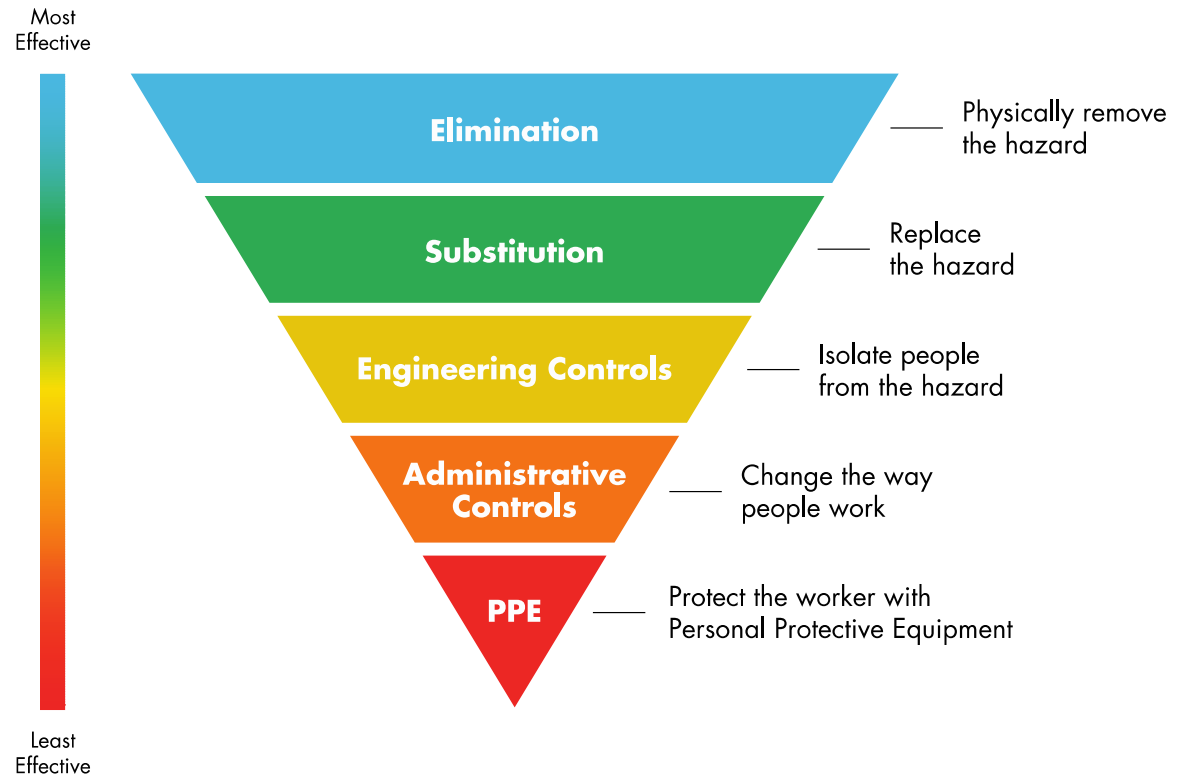 Most
Effective
Elimination
Physically remove
the hazard
Substitution
Replace
the hazard
Engineering Controls
Isolate people
from the hazard
Administrative
Controls
Change the way
people work
PPE
Protect the worker with
Personal Protective Equipment
Least
Effective